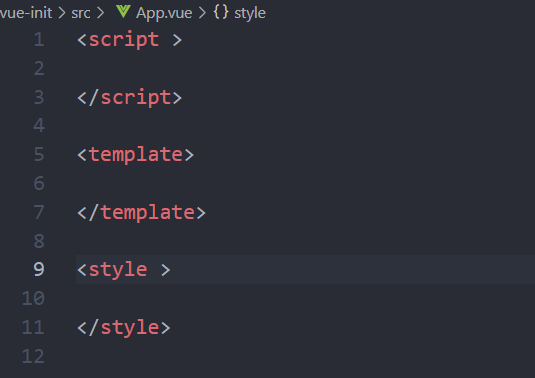 vue-init > src > App.vue > {} style
1 <script >
2
3 </script>
4
5 <template>
6
7 </template>
8
9 <style >
10
11 </style>
12